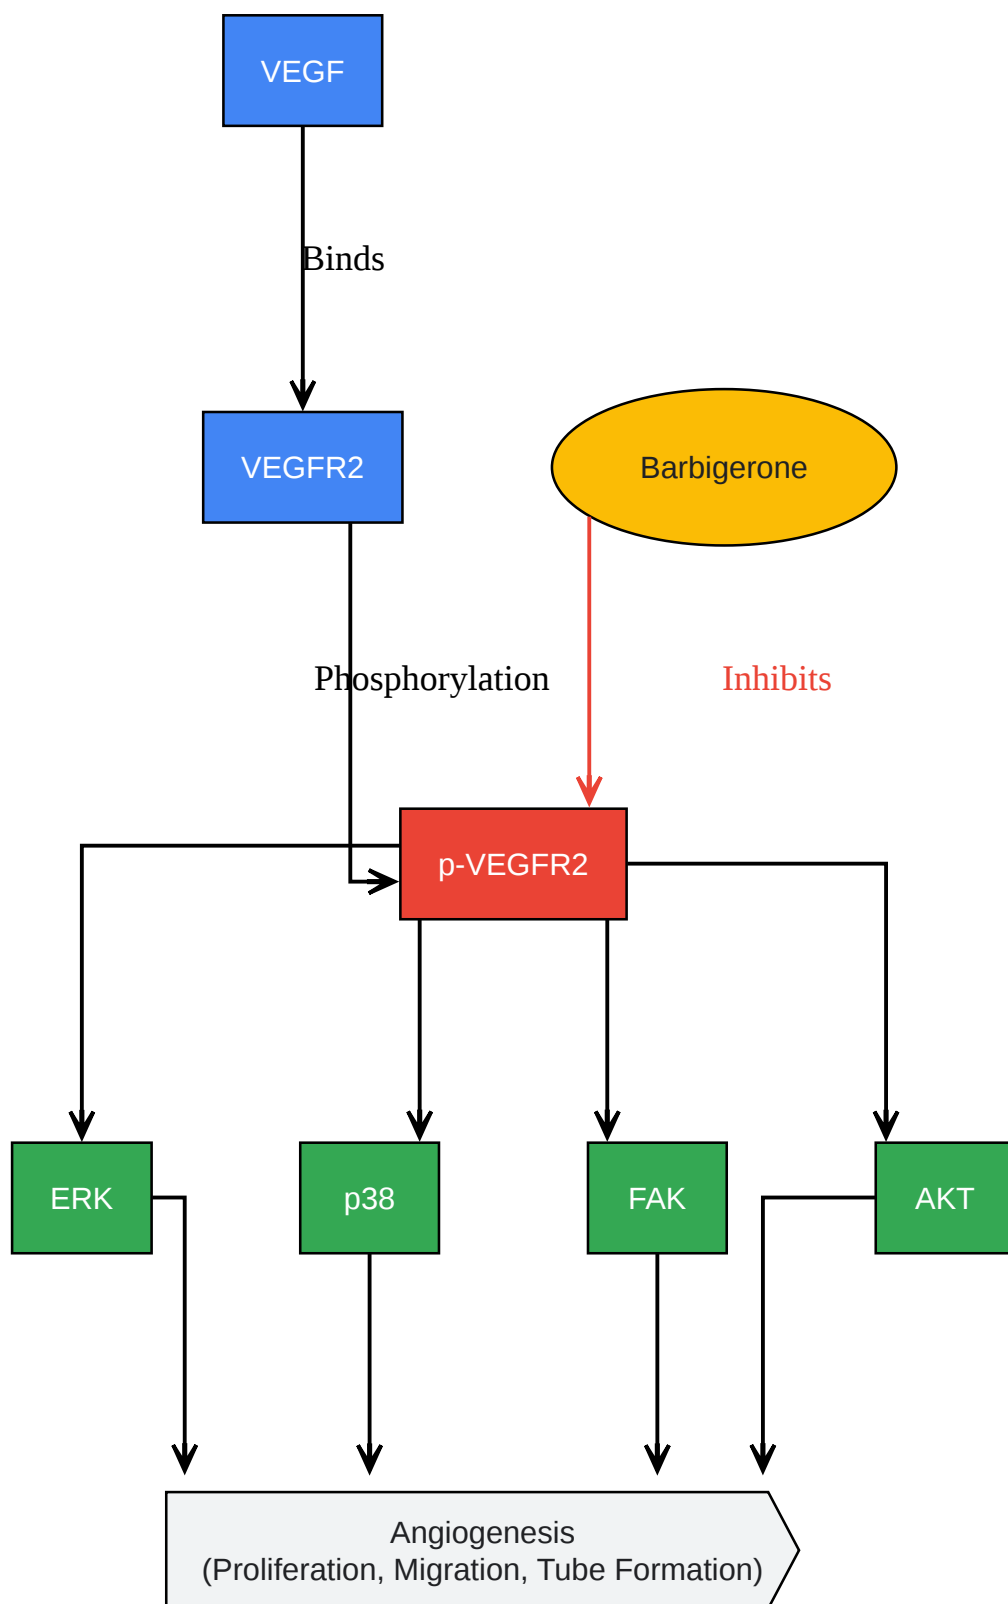 VEGF
Binds
VEGFR2
Barbigerone
Phosphorylation
Inhibits
p-VEGFR2
ERK
p38
FAK
AKT
Angiogenesis
(Proliferation, Migration, Tube Formation)